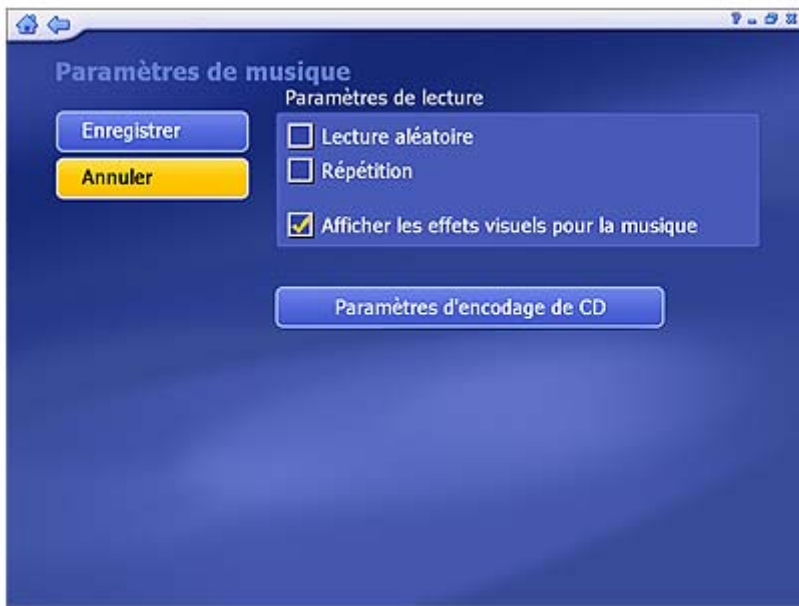 Paramètres de musique
Paramètres de lecture
Enregistrer
Annuler
Lecture aléatoire
Répétition
Afficher les effets visuels pour la musique
Paramètres d'encodage de CD